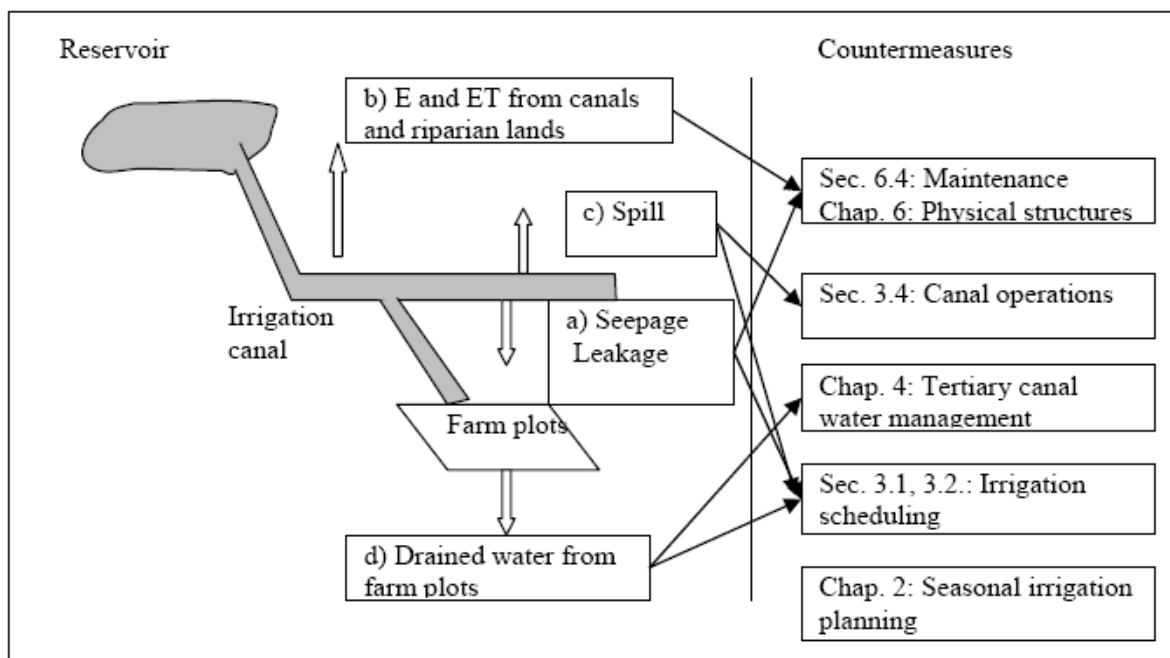 Reservoir
Countermeasures
b) E and ET from canals
and riparian lands
Sec. 6.4: Maintenance
Chap. 6: Physical structures
c) Spill
Sec. 3.4: Canal operations
Irrigation
canal
a) Seepage
Leakage
Chap. 4: Tertiary canal
water management
Farm plots
Sec. 3.1, 3.2.: Irrigation
scheduling
d) Drained water from
farm plots
Chap. 2: Seasonal irrigation
planning